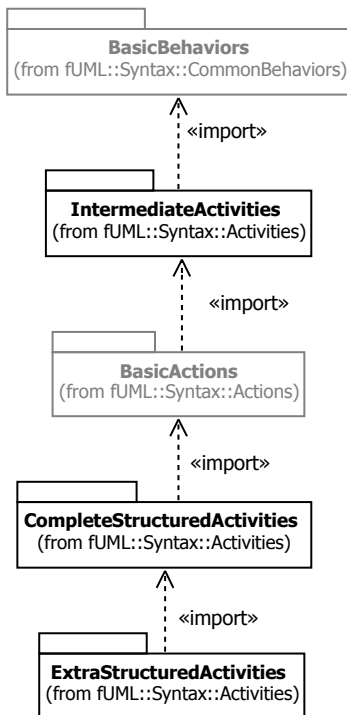 BasicBehaviors
(from fUML::Syntax::CommonBehaviors)
«import»
IntermediateActivities
(from fUML::Syntax::Activities)
«import»
BasicActions
(from fUML::Syntax::Actions)
«import»
CompleteStructuredActivities
(from fUML::Syntax::Activities)
«import»
ExtraStructuredActivities
(from fUML::Syntax::Activities)